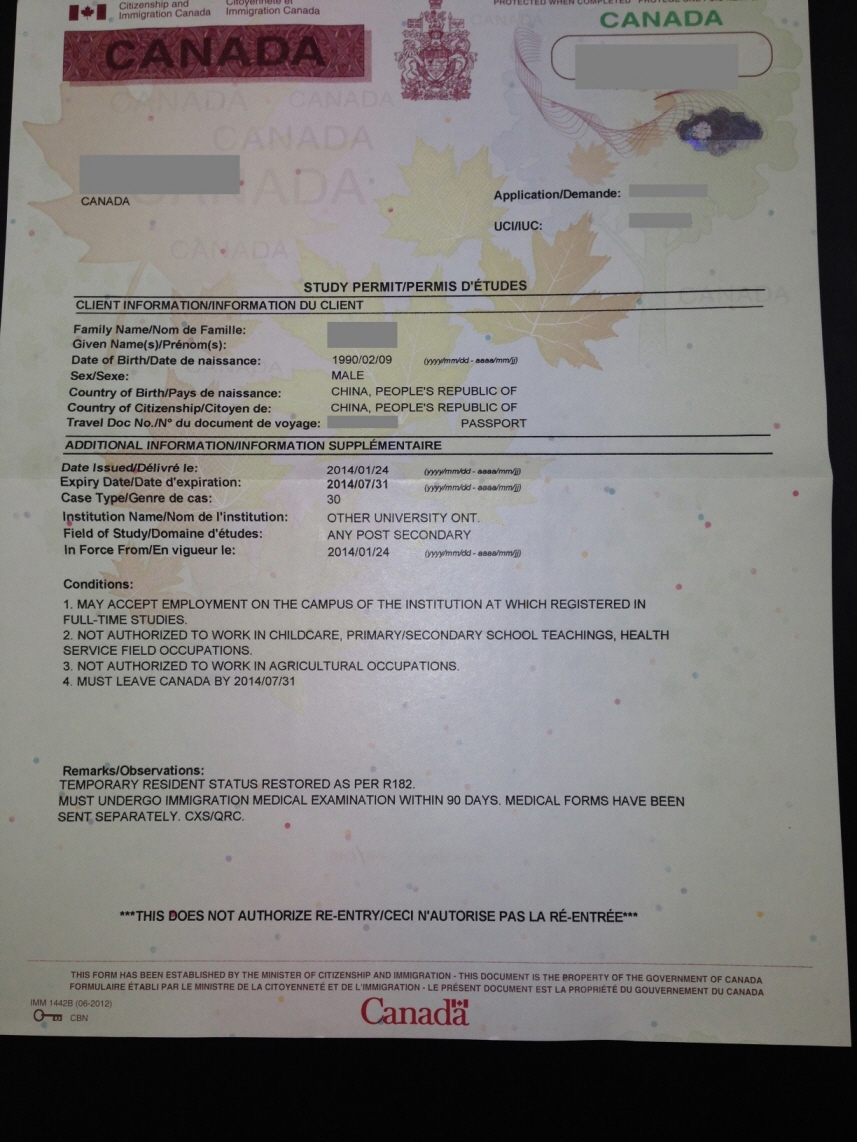 Citizenship and Citoyenneté et
Immigration Canada Immigration Canada
PROTECTED WHEN COMPLETED PROTÉGÉ
CANADA
CANADA
CANADA CANADA
CANADA
CANADA
CANADA
CANADA
CANADA
CANADA
Application/Demande:
UCI/IUC:
STUDY PERMIT/PERMIS D'ÉTUDES
CLIENT INFORMATION/INFORMATION DU CLIENT
Family Name/Nom de Famille:
Given Name(s)/Prénom(s):
Date of Birth/Date de naissance: 1990/02/09 (yyyy/mm/dd - aaaa/mm/jj)
Sex/Sexe: MALE
Country of Birth/Pays de naissance: CHINA, PEOPLE'S REPUBLIC OF
Country of Citizenship/Citoyen de: CHINA, PEOPLE'S REPUBLIC OF
Travel Doc No./N° du document de voyage: PASSPORT
ADDITIONAL INFORMATION/INFORMATION SUPPLÉMENTAIRE
Date Issued/Délivré le: 2014/01/24 (yyyy/mm/dd - aaaa/mm/jj)
Expiry Date/Date d'expiration: 2014/07/31 (yyyy/mm/dd - aaaa/mm/jj)
Case Type/Genre de cas: 30
Institution Name/Nom de l'institution: OTHER UNIVERSITY ONT.
Field of Study/Domaine d'études: ANY POST SECONDARY
In Force From/En vigueur le: 2014/01/24 (yyyy/mm/dd - aaaa/mm/jj)
Conditions:
1. MAY ACCEPT EMPLOYMENT ON THE CAMPUS OF THE INSTITUTION AT WHICH REGISTERED IN
FULL-TIME STUDIES.
2. NOT AUTHORIZED TO WORK IN CHILDCARE, PRIMARY/SECONDARY SCHOOL TEACHINGS, HEALTH
SERVICE FIELD OCCUPATIONS.
3. NOT AUTHORIZED TO WORK IN AGRICULTURAL OCCUPATIONS.
4. MUST LEAVE CANADA BY 2014/07/31
Remarks/Observations:
TEMPORARY RESIDENT STATUS RESTORED AS PER R182.
MUST UNDERGO IMMIGRATION MEDICAL EXAMINATION WITHIN 90 DAYS. MEDICAL FORMS HAVE BEEN
SENT SEPARATELY. CXS/QRC.
***THIS DOES NOT AUTHORIZE RE-ENTRY/CECI N'AUTORISE PAS LA RÉ-ENTRÉE***
THIS FORM HAS BEEN ESTABLISHED BY THE MINISTER OF CITIZENSHIP AND IMMIGRATION - THIS DOCUMENT IS THE PROPERTY OF THE GOVERNMENT OF CANADA
FORMULAIRE ÉTABLI PAR LE MINISTRE DE LA CITOYENNETÉ ET DE L'IMMIGRATION - LE PRÉSENT DOCUMENT EST LA PROPRIÉTÉ DU GOUVERNEMENT DU CANADA
IMM 1442B (06-2012)
CBN
Canada